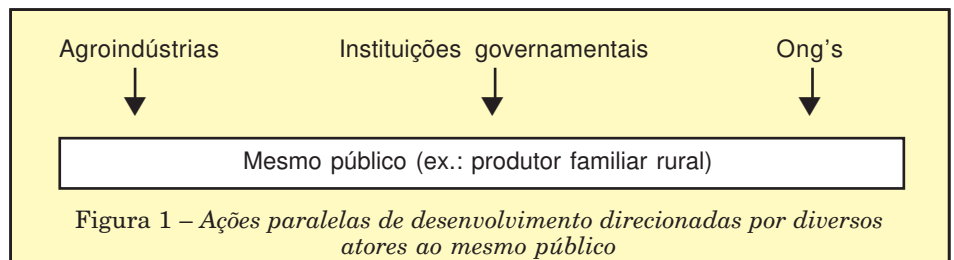 Agroindústrias Instituições governamentais Ong's
Mesmo público (ex.: produtor familiar rural)
Figura 1 – Ações paralelas de desenvolvimento direcionadas por diversos
atores ao mesmo público